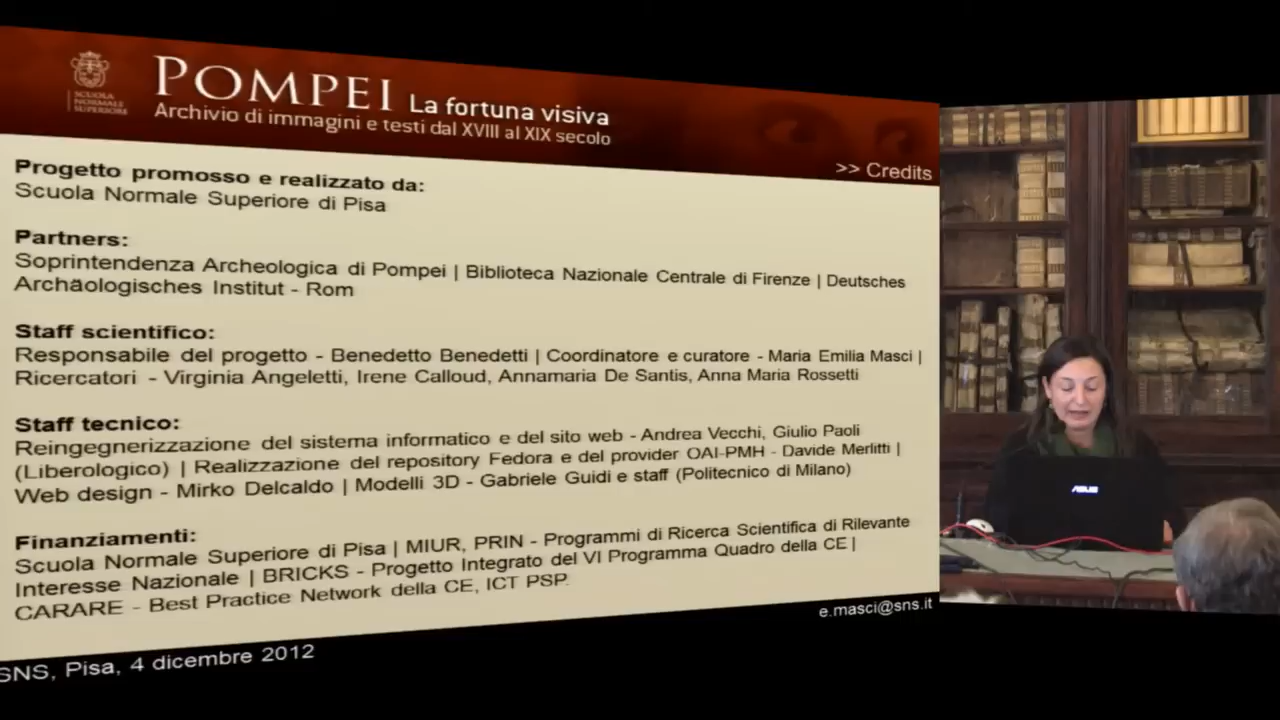 SCUOLA
NORMALE
SUPERIORE
POMPEI La fortuna visiva
Archivio di immagini e testi dal XVIII al XIX secolo
>> Credits
Progetto promosso e realizzato da:
Scuola Normale Superiore di Pisa
Partners:
Soprintendenza Archeologica di Pompei | Biblioteca Nazionale Centrale di Firenze | Deutsches
Archäologisches Institut - Rom
Staff scientifico:
Responsabile del progetto - Benedetto Benedetti | Coordinatore e curatore - Maria Emilia Masci |
Ricercatori - Virginia Angeletti, Irene Calloud, Annamaria De Santis, Anna Maria Rossetti
Staff tecnico:
Reingegnerizzazione del sistema informatico e del sito web - Andrea Vecchi, Giulio Paoli
(Liberologico) | Realizzazione del repository Fedora e del provider OAI-PMH - Davide Merlitti |
Web design - Mirko Delcaldo | Modelli 3D - Gabriele Guidi e staff (Politecnico di Milano)
Finanziamenti:
Scuola Normale Superiore di Pisa | MIUR, PRIN - Programmi di Ricerca Scientifica di Rilevante
Interesse Nazionale | BRICKS - Progetto Integrato del VI Programma Quadro della CE |
CARARE - Best Practice Network della CE, ICT PSP.
e.masci@sns.it
SNS, Pisa, 4 dicembre 2012
ASUS